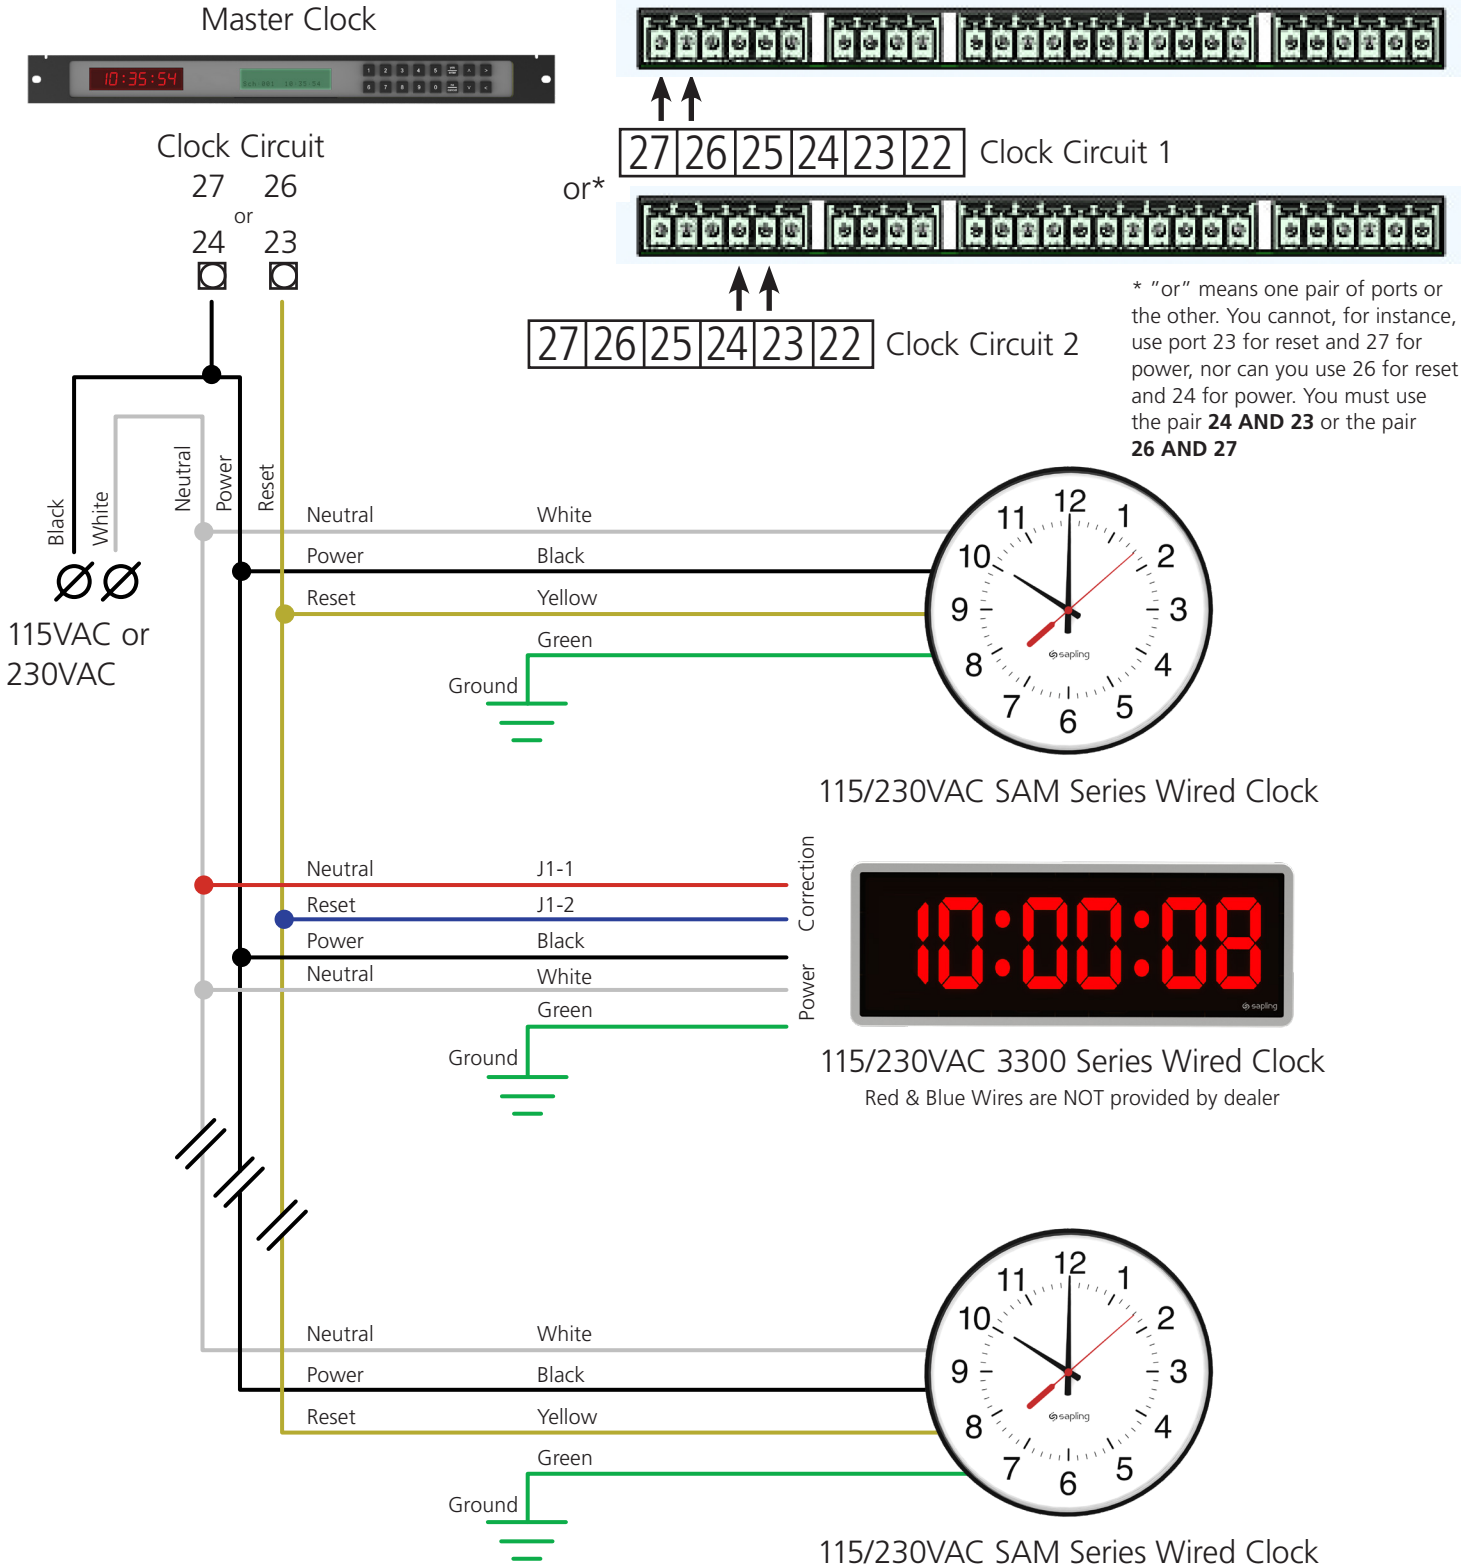 Master Clock
10:35:54
Clock Circuit
27 26
or
24 23
27 26 25 24 23 22 Clock Circuit 1
or*
27 26 25 24 23 22 Clock Circuit 2
* "or" means one pair of ports or
the other. You cannot, for instance,
use port 23 for reset and 27 for
power, nor can you use 26 for reset
and 24 for power. You must use
the pair 24 AND 23 or the pair
26 AND 27
Black
White
Neutral
Power
Reset
115VAC or
230VAC
Neutral White
Power Black
Reset Yellow
Green
Ground
12
1
2
3
4
5
6
7
8
9
10
11
sapling
115/230VAC SAM Series Wired Clock
Neutral J1-1
Reset J1-2
Power Black
Neutral White
Green
Ground
Correction
Power
10:00:08
sapling
115/230VAC 3300 Series Wired Clock
Red & Blue Wires are NOT provided by dealer
Neutral White
Power Black
Reset Yellow
Green
Ground
12
1
2
3
4
5
6
7
8
9
10
11
sapling
115/230VAC SAM Series Wired Clock